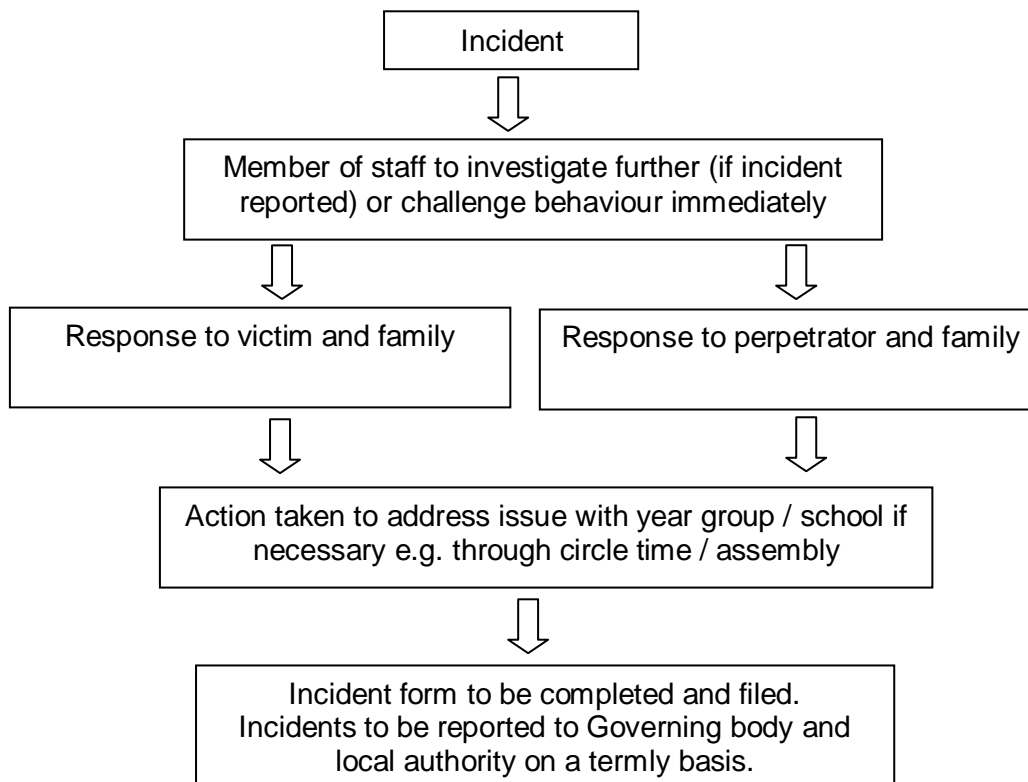 Incident
Member of staff to investigate further (if incident
reported) or challenge behaviour immediately
Response to victim and family
Response to perpetrator and family
Action taken to address issue with year group / school if
necessary e.g. through circle time / assembly
Incident form to be completed and filed.
Incidents to be reported to Governing body and
local authority on a termly basis.